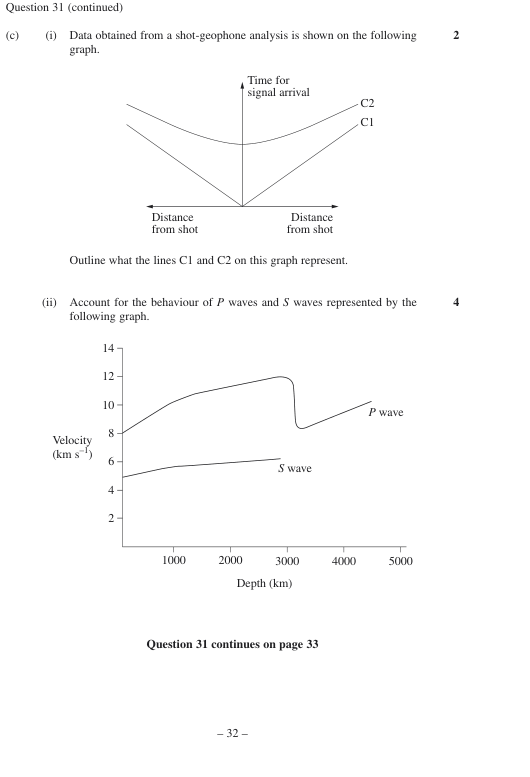 Question 31 (continued)
(c) (i) Data obtained from a shot-geophone analysis is shown on the following 2
graph.
Time for
signal arrival
C2
C1
Distance
from shot
Distance
from shot
Outline what the lines C1 and C2 on this graph represent.
(ii) Account for the behaviour of P waves and S waves represented by the 4
following graph.
14
12
10
8
6
4
2
Velocity
(km s⁻¹)
P wave
S wave
1000 2000 3000 4000 5000
Depth (km)
Question 31 continues on page 33
– 32 –